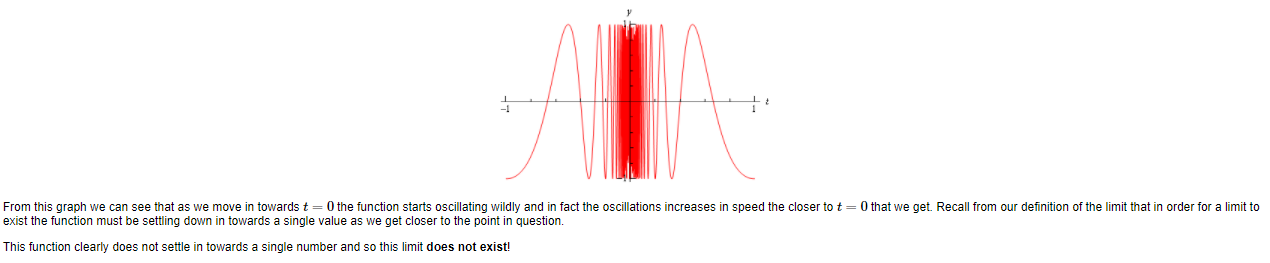 y
-1
1
t
From this graph we can see that as we move in towards t = 0 the function starts oscillating wildly and in fact the oscillations increases in speed the closer to t = 0 that we get. Recall from our definition of the limit that in order for a limit to
exist the function must be settling down in towards a single value as we get closer to the point in question.
This function clearly does not settle in towards a single number and so this limit does not exist!